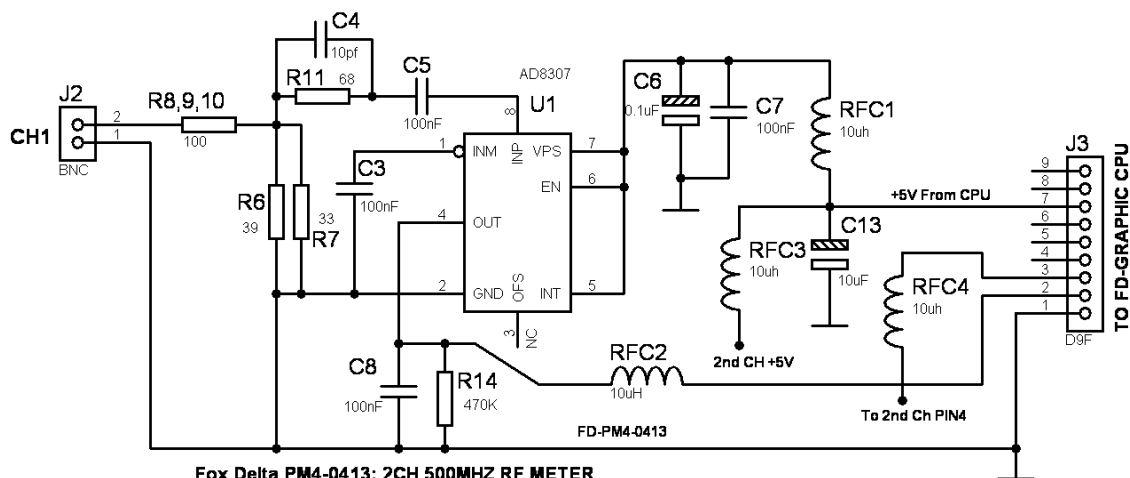 C4
10pf
R11
68
C5
100nF
AD8307
U1
8
J2
2
1
CH1
BNC
R8,9,10
100
R6
39
33
R7
C3
100nF
1
INM
INP
VPS
7
EN
6
4
OUT
2
GND
OFS
INT
5
3
NC
C6
0.1uF
C7
100nF
RFC1
10uh
+5V From CPU
RFC3
10uh
2nd CH +5V
C13
10uF
RFC4
10uh
To 2nd Ch PIN4
J3
9
8
7
6
5
4
3
2
1
D9F
TO FD-GRAPHIC CPU
C8
100nF
R14
470K
RFC2
10uH
FD-PM4-0413
Fox Delta PM4-0413: 2CH 500MHZ RF METER